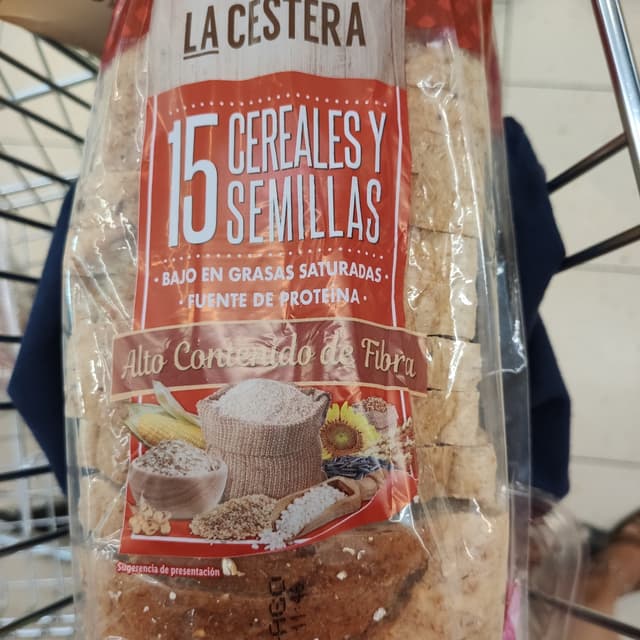 LA CESTERA
15 CEREALES Y
SEMILLAS
·BAJO EN GRASAS SATURADAS·
·FUENTE DE PROTEÍNA·
Alto Contenido de Fibra
Sugerencia de presentación